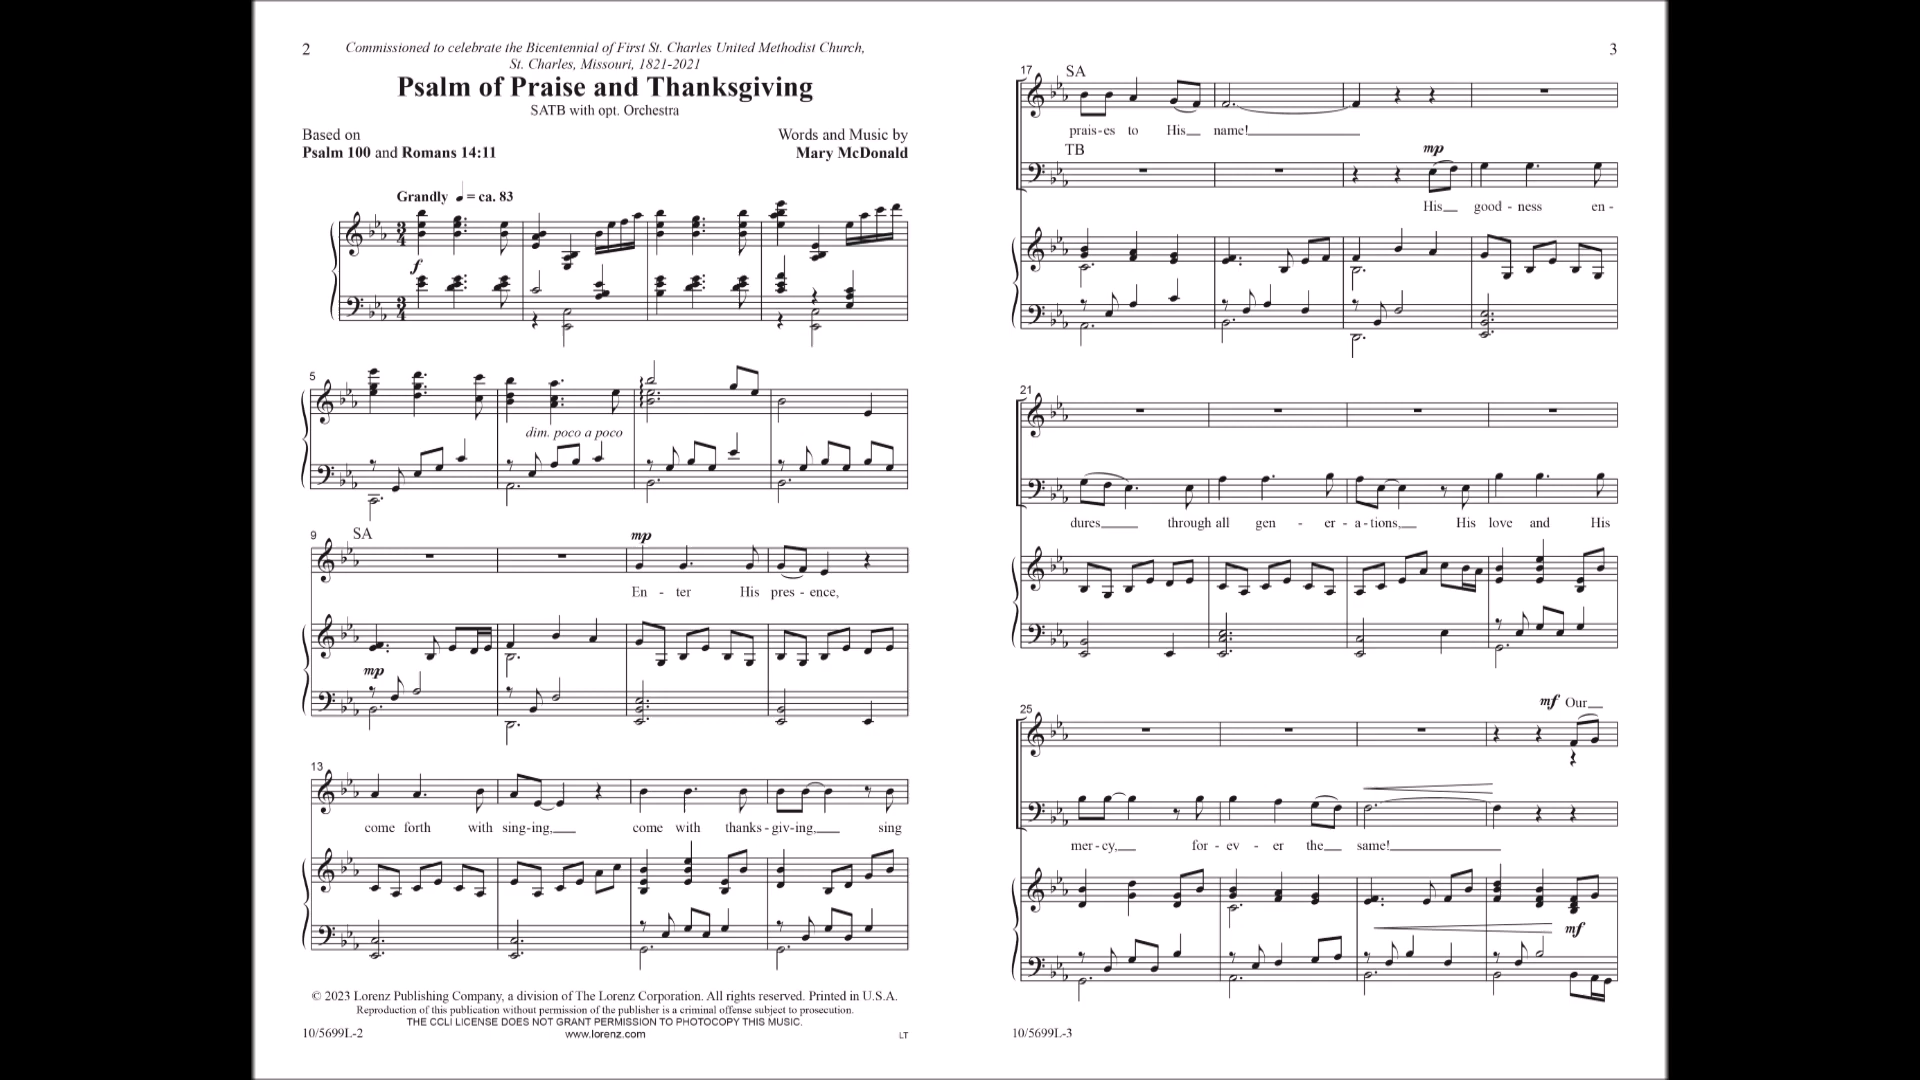 2
Commissioned to celebrate the Bicentennial of First St. Charles United Methodist Church,
St. Charles, Missouri, 1821-2021
Psalm of Praise and Thanksgiving
SATB with opt. Orchestra
Based on
Psalm 100 and Romans 14:11
Words and Music by
Mary McDonald
Grandly ♩ = ca. 83
3 4
f
3 4
5
dim. poco a poco
9 SA mp
En - ter His pres - ence,
mp
13
come forth with sing-ing, come with thanks - giv-ing, sing
© 2023 Lorenz Publishing Company, a division of The Lorenz Corporation. All rights reserved. Printed in U.S.A.
Reproduction of this publication without permission of the publisher is a criminal offense subject to prosecution.
THE CCLI LICENSE DOES NOT GRANT PERMISSION TO PHOTOCOPY THIS MUSIC.
www.lorenz.com
10/5699L-2
LT
3
17 SA
prais-es to His name!
TB mp
His good - ness en -
21
dures through all gen - er - a - tions, His love and His
25 mf Our
mer - cy, for - ev - er the same!
mf
10/5699L-3